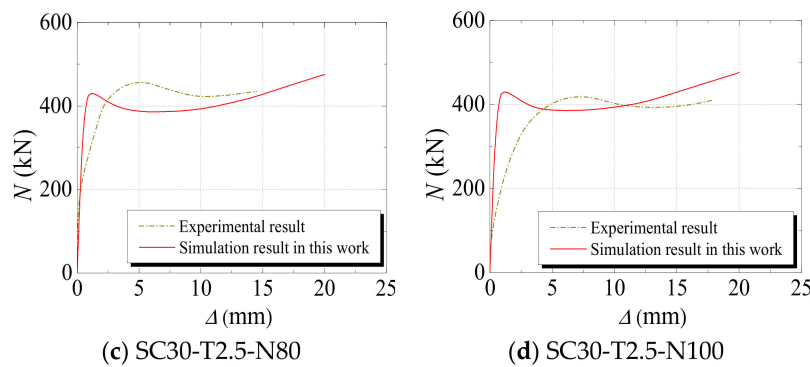 600
400
200
0
N (kN)
Experimental result
Simulation result in this work
0 5 10 15 20 25
Δ (mm)
(c) SC30-T2.5-N80
600
400
200
0
N (kN)
Experimental result
Simulation result in this work
0 5 10 15 20 25
Δ (mm)
(d) SC30-T2.5-N100